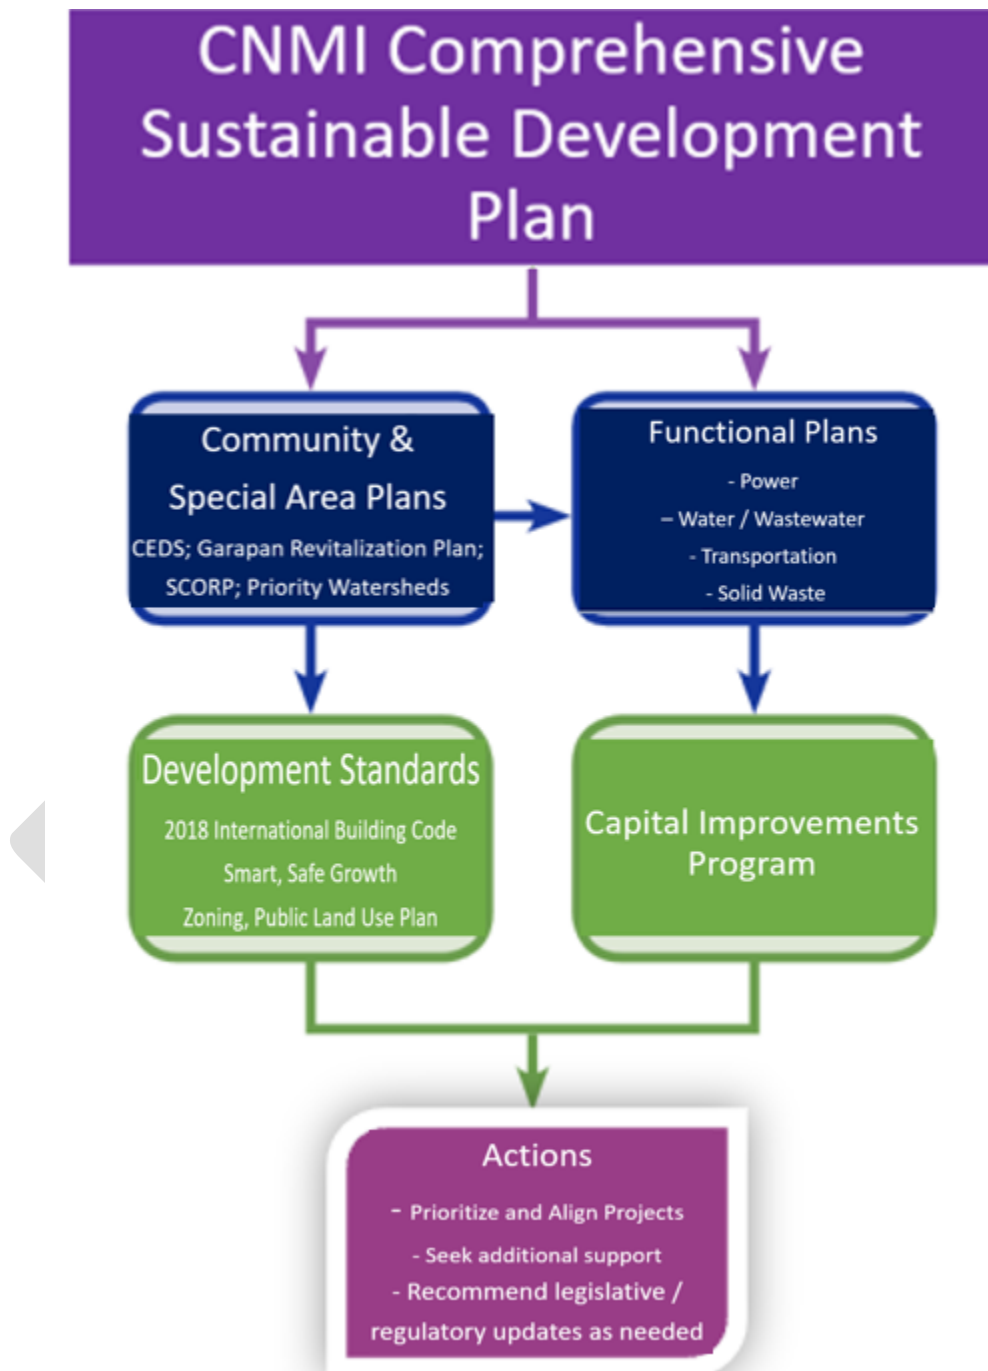 CNMI Comprehensive
Sustainable Development
Plan
Community &
Special Area Plans
CEDS; Garapan Revitalization Plan;
SCORP; Priority Watersheds
Functional Plans
- Power
– Water / Wastewater
- Transportation
- Solid Waste
Development Standards
2018 International Building Code
Smart, Safe Growth
Zoning, Public Land Use Plan
Capital Improvements
Program
Actions
- Prioritize and Align Projects
- Seek additional support
- Recommend legislative /
regulatory updates as needed